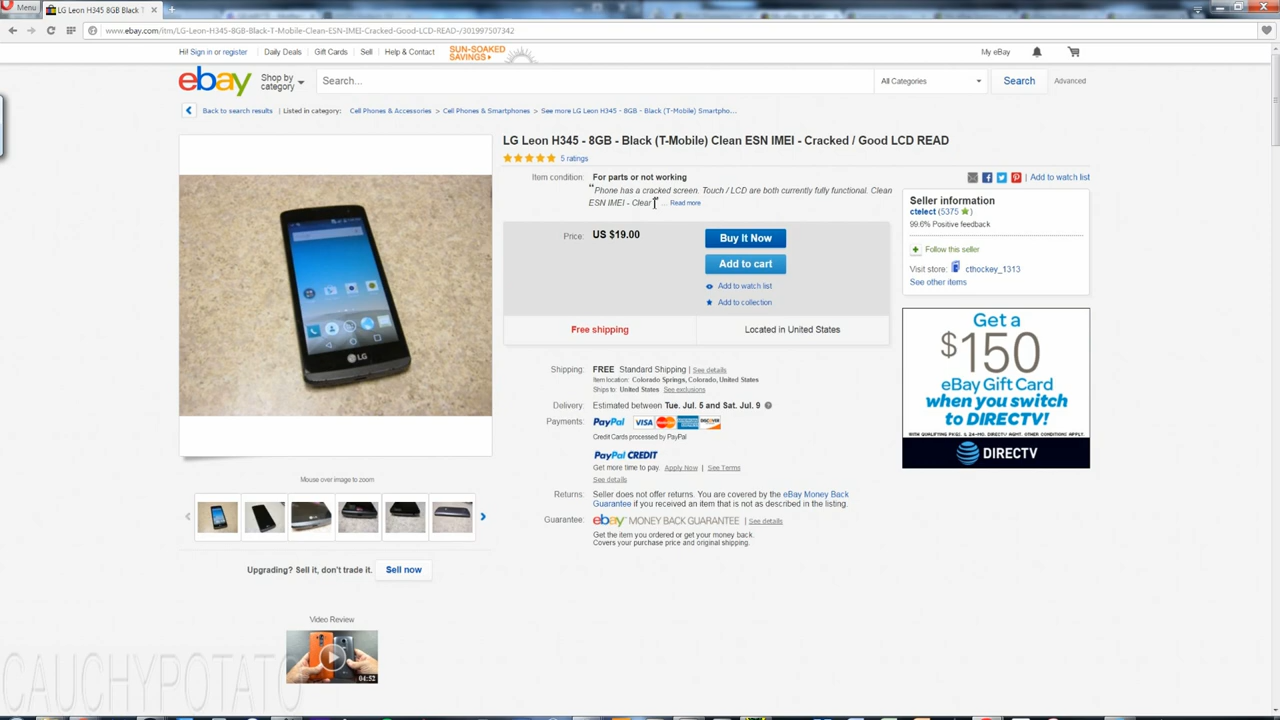 Menu
LG Leon H345 8GB Black T
www.ebay.com/itm/LG-Leon-H345-8GB-Black-T-Mobile-Clean-ESN-IMEI-Cracked-Good-LCD-READ-/301997507342
Hi! Sign in or register
Daily Deals
Gift Cards
Sell
Help & Contact
SUN-SOAKED
SAVINGS
My eBay
ebay
Shop by
category
Search...
All Categories
Search
Advanced
Back to search results
Listed in category:
Cell Phones & Accessories > Cell Phones & Smartphones > See more LG Leon H345 - 8GB - Black (T-Mobile) Smartpho...
LG Leon H345 - 8GB - Black (T-Mobile) Clean ESN IMEI - Cracked / Good LCD READ
5 ratings
Item condition:
For parts or not working
"Phone has a cracked screen. Touch / LCD are both currently fully functional. Clean
ESN IMEI - Clear" ... Read more
Add to watch list
Price:
US $19.00
Buy It Now
Add to cart
Add to watch list
Add to collection
Free shipping
Located in United States
Shipping:
FREE Standard Shipping | See details
Item location: Colorado Springs, Colorado, United States
Ships to: United States See exclusions
Delivery:
Estimated between Tue. Jul. 5 and Sat. Jul. 9
Payments:
PayPal VISA MasterCard DISCOVER
Credit Cards processed by PayPal
PayPal CREDIT
Get more time to pay. Apply Now | See Terms
See details
Returns:
Seller does not offer returns. You are covered by the eBay Money Back
Guarantee if you received an item that is not as described in the listing.
Guarantee:
ebay MONEY BACK GUARANTEE | See details
Get the item you ordered or get your money back.
Covers your purchase price and original shipping.
Seller information
ctelect (5375 )
99.6% Positive feedback
Follow this seller
Visit store: cthockey_1313
See other items
Get a
$150
eBay Gift Card
when you switch
to DIRECTV!
DIRECTV
LG
Mouse over image to zoom
Upgrading? Sell it, don't trade it.
Sell now
Video Review
04:52
CAUCHYPOTATO